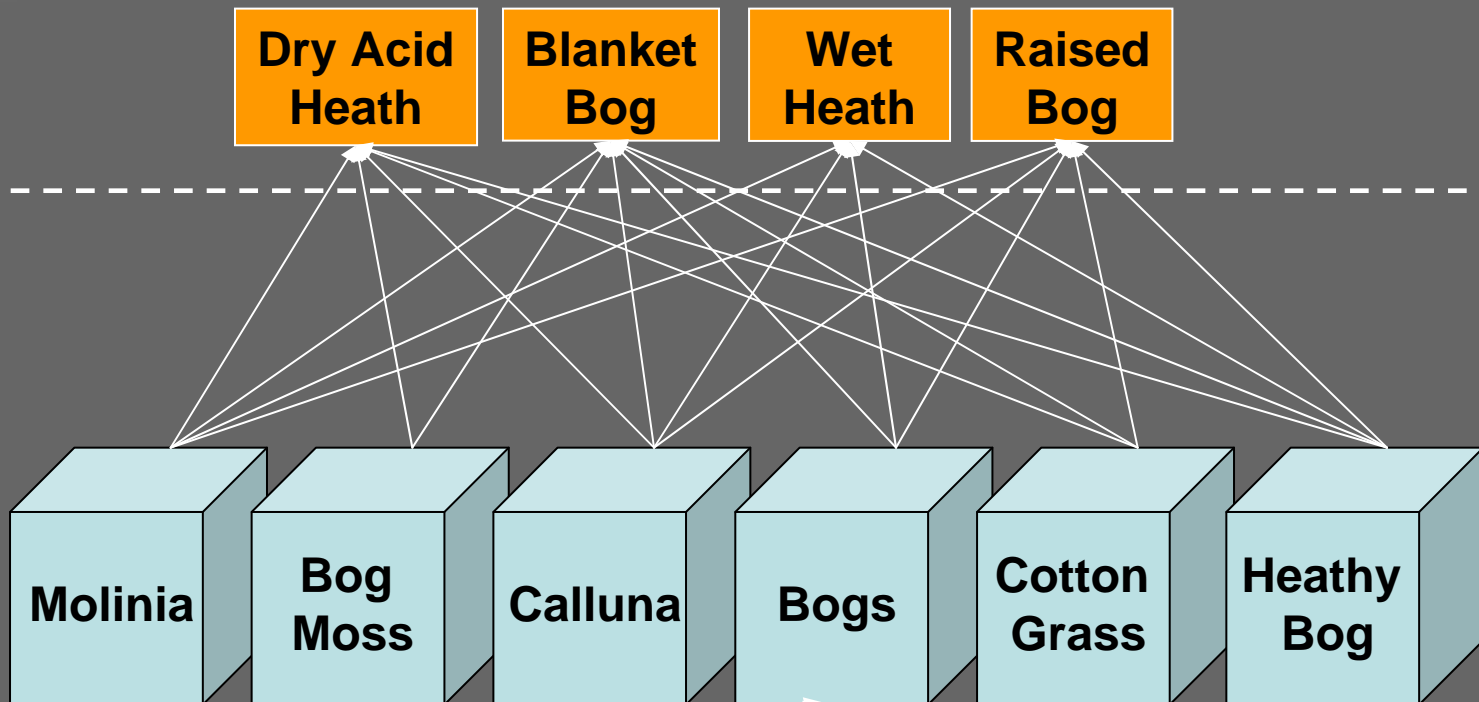 Dry Acid
Heath
Blanket
Bog
Wet
Heath
Raised
Bog
Molinia
Bog
Moss
Calluna
Bogs
Cotton
Grass
Heathy
Bog